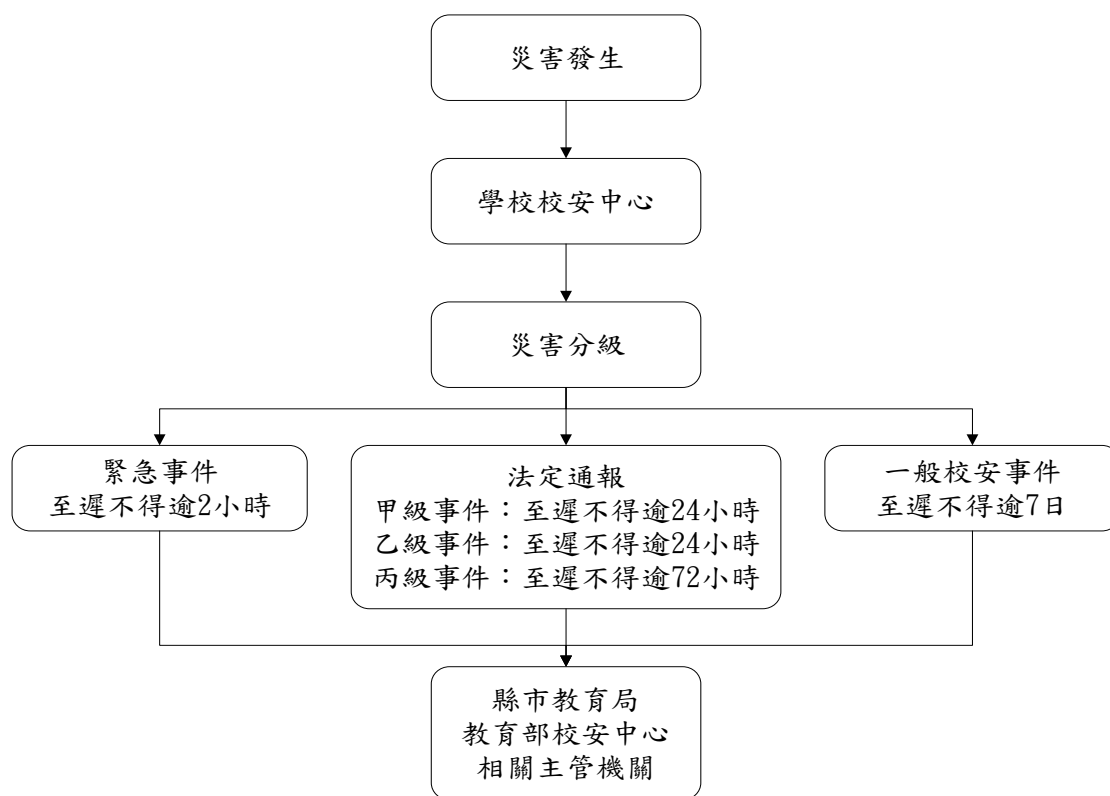 災害發生
學校校安中心
災害分級
緊急事件
至遲不得逾2小時
法定通報
甲級事件：至遲不得逾24小時
乙級事件：至遲不得逾24小時
丙級事件：至遲不得逾72小時
一般校安事件
至遲不得逾7日
縣市教育局
教育部校安中心
相關主管機關